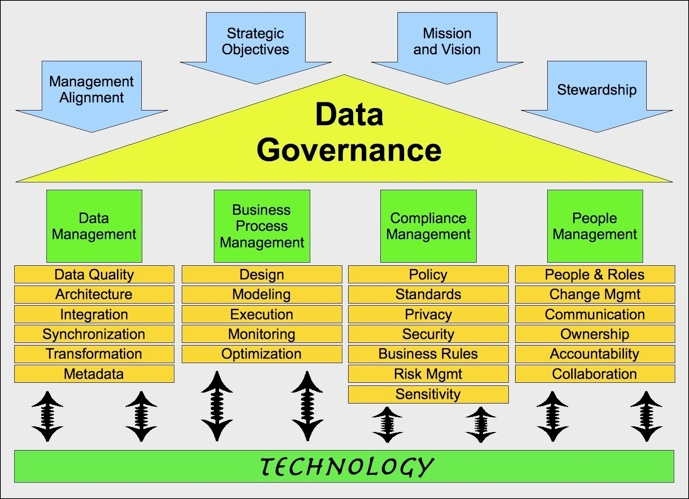 Strategic
Objectives
Mission
and Vision
Management
Alignment
Stewardship
Data
Governance
Data
Management
Business
Process
Management
Compliance
Management
People
Management
Data Quality
Architecture
Integration
Synchronization
Transformation
Metadata
Design
Modeling
Execution
Monitoring
Optimization
Policy
Standards
Privacy
Security
Business Rules
Risk Mgmt
Sensitivity
People & Roles
Change Mgmt
Communication
Ownership
Accountability
Collaboration
TECHNOLOGY